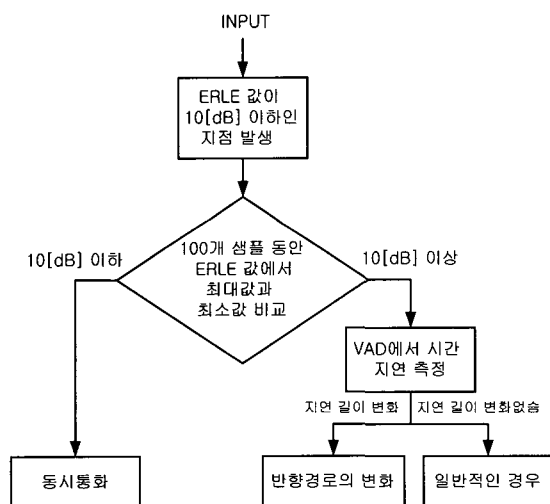 INPUT
ERLE 값이
10[dB] 이하인
지점 발생
100개 샘플 동안
ERLE 값에서
최대값과
최소값 비교
10[dB] 이하
10[dB] 이상
VAD에서 시간
지연 측정
지연 길이 변화
지연 길이 변화없슴
동시통화
반향경로의 변화
일반적인 경우